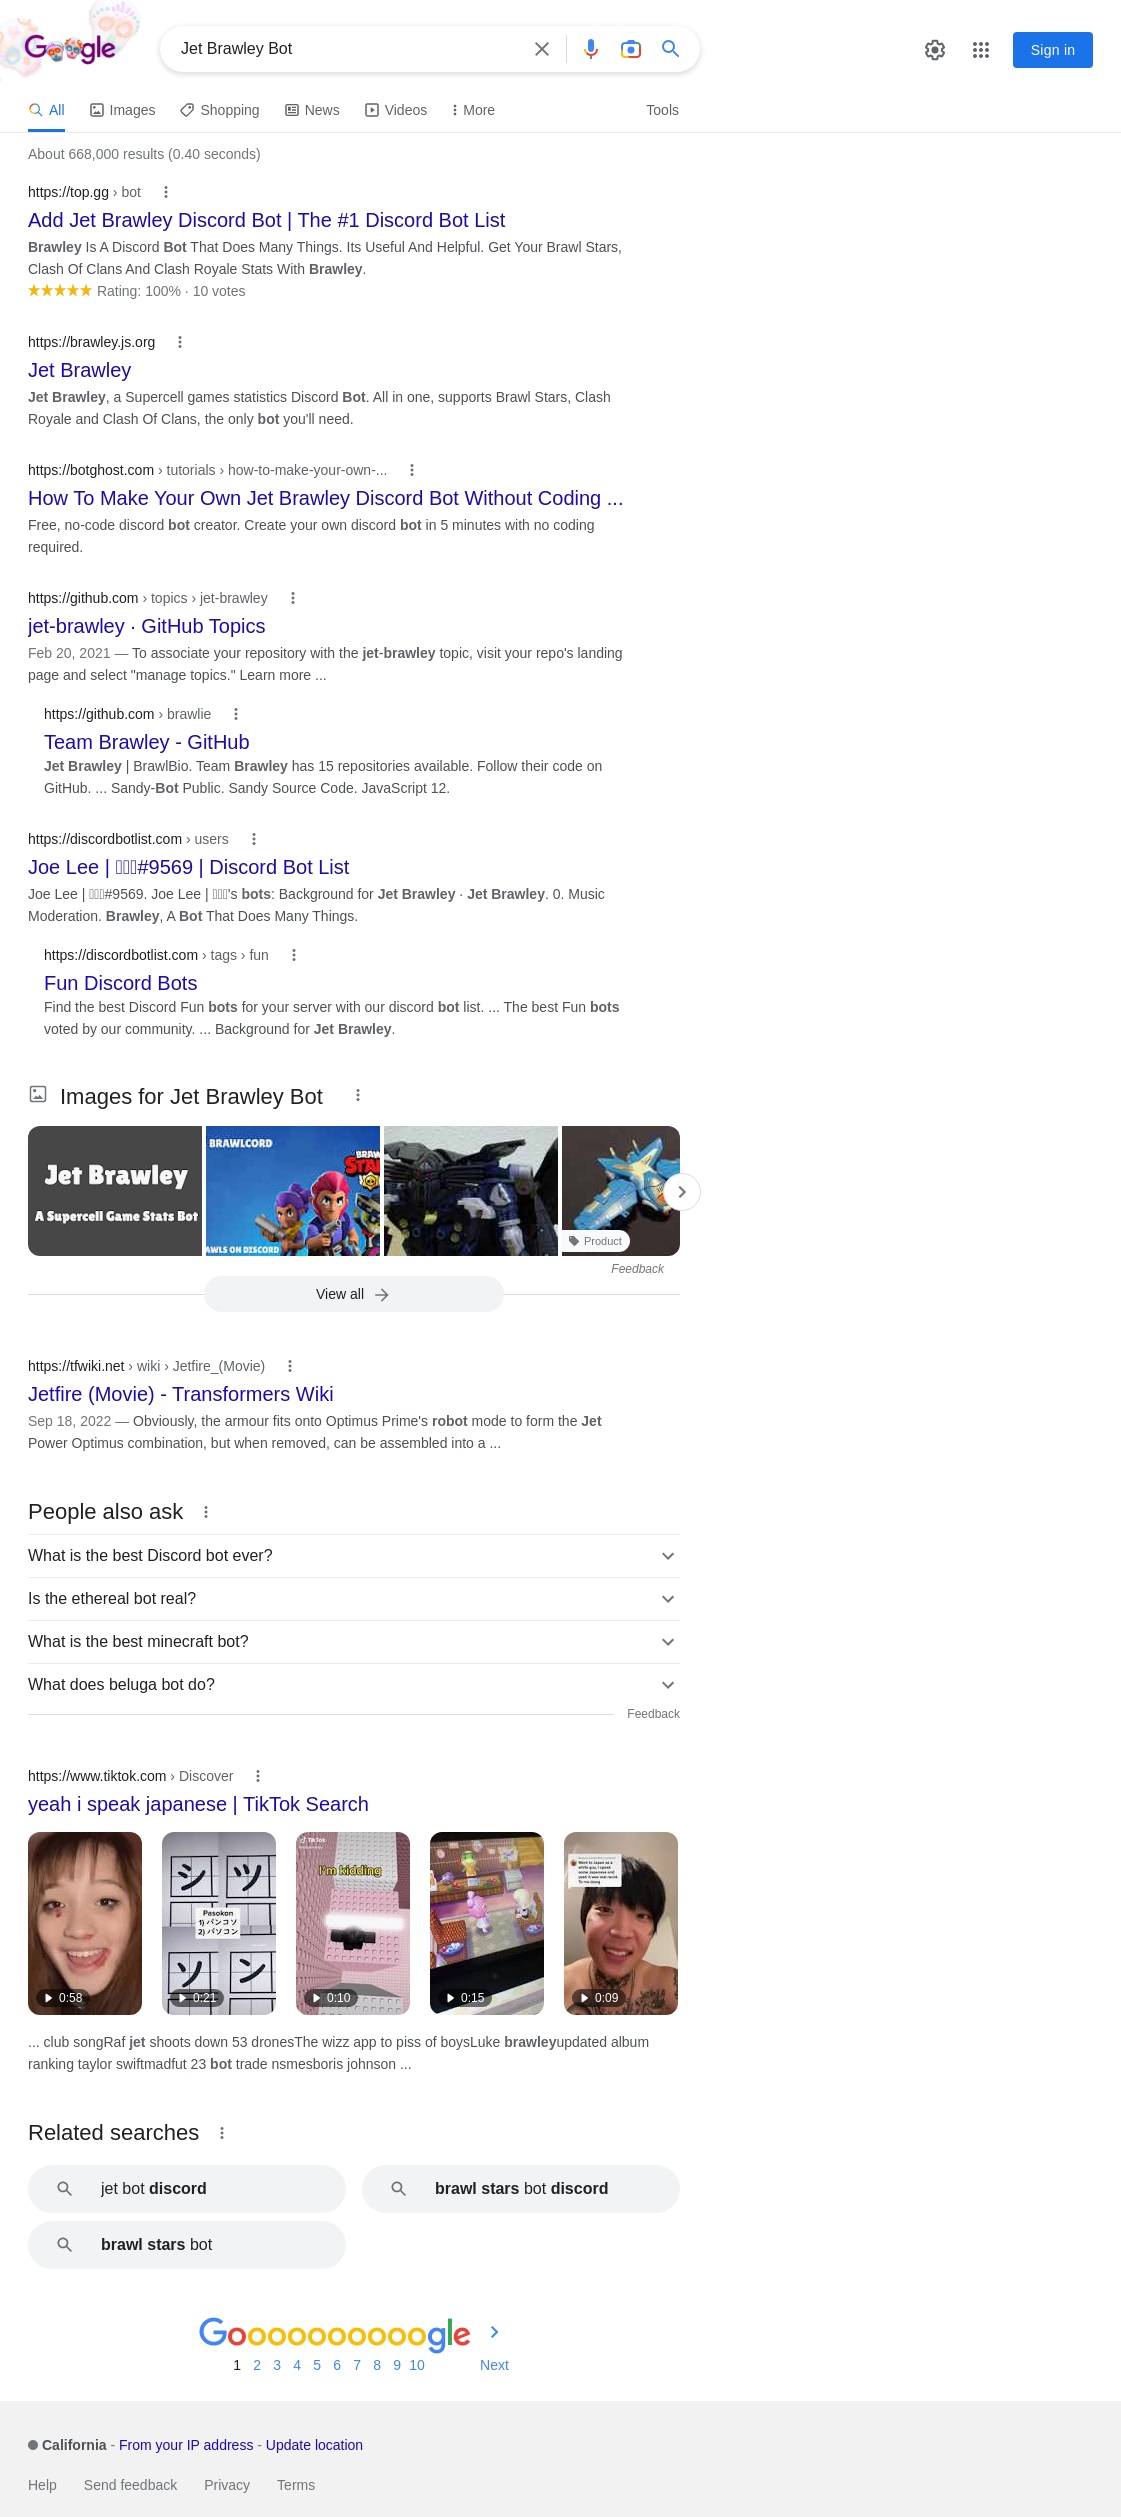 Google
Jet Brawley Bot
Sign in
All
Images
Shopping
News
Videos
More
Tools
About 668,000 results (0.40 seconds)
https://top.gg › bot
Add Jet Brawley Discord Bot | The #1 Discord Bot List
Brawley Is A Discord Bot That Does Many Things. Its Useful And Helpful. Get Your Brawl Stars,
Clash Of Clans And Clash Royale Stats With Brawley.
Rating: 100% · 10 votes
https://brawley.js.org
Jet Brawley
Jet Brawley, a Supercell games statistics Discord Bot. All in one, supports Brawl Stars, Clash
Royale and Clash Of Clans, the only bot you'll need.
https://botghost.com › tutorials › how-to-make-your-own-...
How To Make Your Own Jet Brawley Discord Bot Without Coding ...
Free, no-code discord bot creator. Create your own discord bot in 5 minutes with no coding
required.
https://github.com › topics › jet-brawley
jet-brawley · GitHub Topics
Feb 20, 2021 — To associate your repository with the jet-brawley topic, visit your repo's landing
page and select "manage topics." Learn more ...
https://github.com › brawlie
Team Brawley - GitHub
Jet Brawley | BrawlBio. Team Brawley has 15 repositories available. Follow their code on
GitHub. ... Sandy-Bot Public. Sandy Source Code. JavaScript 12.
https://discordbotlist.com › users
Joe Lee | #9569 | Discord Bot List
Joe Lee | #9569. Joe Lee | 's bots: Background for Jet Brawley · Jet Brawley. 0. Music
Moderation. Brawley, A Bot That Does Many Things.
https://discordbotlist.com › tags › fun
Fun Discord Bots
Find the best Discord Fun bots for your server with our discord bot list. ... The best Fun bots
voted by our community. ... Background for Jet Brawley.
Images for Jet Brawley Bot
Jet Brawley
A Supercell Game Stats Bot
BRAWLCORD
BRAW
STA
AWLS ON DISCORD
Product
Feedback
View all
https://tfwiki.net › wiki › Jetfire_(Movie)
Jetfire (Movie) - Transformers Wiki
Sep 18, 2022 — Obviously, the armour fits onto Optimus Prime's robot mode to form the Jet
Power Optimus combination, but when removed, can be assembled into a ...
People also ask
What is the best Discord bot ever?
Is the ethereal bot real?
What is the best minecraft bot?
What does beluga bot do?
Feedback
https://www.tiktok.com › Discover
yeah i speak japanese | TikTok Search
シ ツ
Pasokon
1) パンコソ
2) パソコン
ソ ン
TikTok
I'm kidding
0:58
0:21
0:10
0:15
0:09
... club songRaf jet shoots down 53 dronesThe wizz app to piss of boysLuke brawleyupdated album
ranking taylor swiftmadfut 23 bot trade nsmesboris johnson ...
Related searches
jet bot discord
brawl stars bot discord
brawl stars bot
Goooooooooogle
1 2 3 4 5 6 7 8 9 10 Next
California - From your IP address - Update location
Help Send feedback Privacy Terms